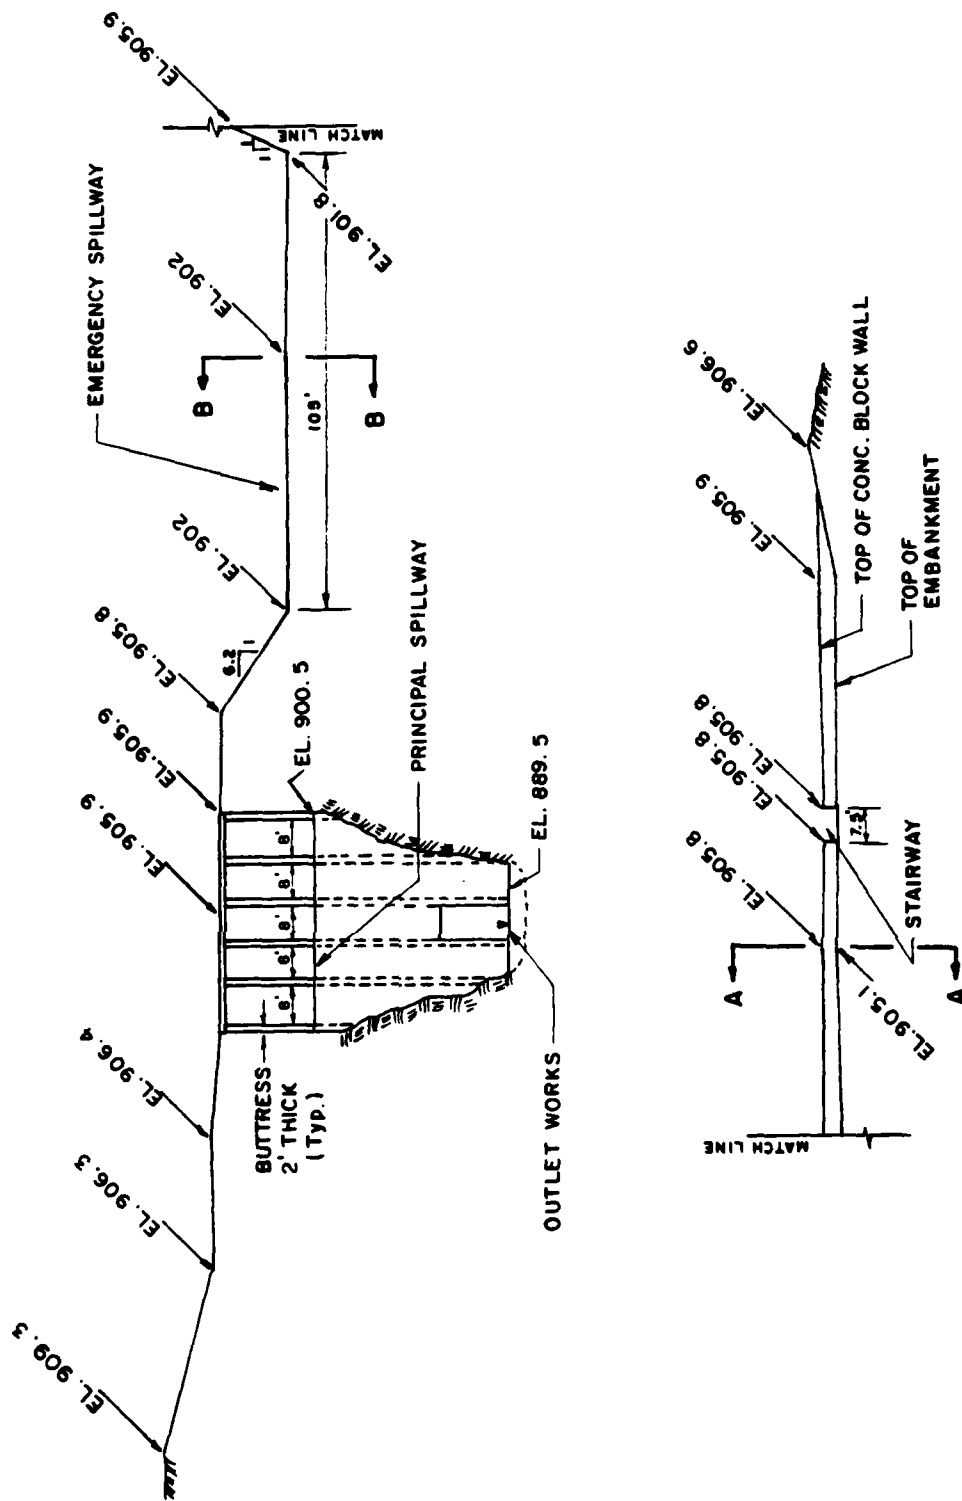 EL. 909.3
EL. 906.3
EL. 906.4
EL. 905.9
EL. 905.9
EL. 905.8
EL. 902
EMERGENCY SPILLWAY
EL. 902
EL. 905.9
6.2
1
1
1
B
B
105'
EL. 901.8
MATCH LINE
BUTTRESS
2' THICK
(Typ.)
8'
8'
8'
8'
8'
EL. 900.5
PRINCIPAL SPILLWAY
EL. 889.5
OUTLET WORKS
MATCH LINE
A
A
EL. 905.8
EL. 905.8
EL. 905.8
EL. 905.9
EL. 906.6
EL. 905.1
7.5'
STAIRWAY
TOP OF CONC. BLOCK WALL
TOP OF
EMBANKMENT